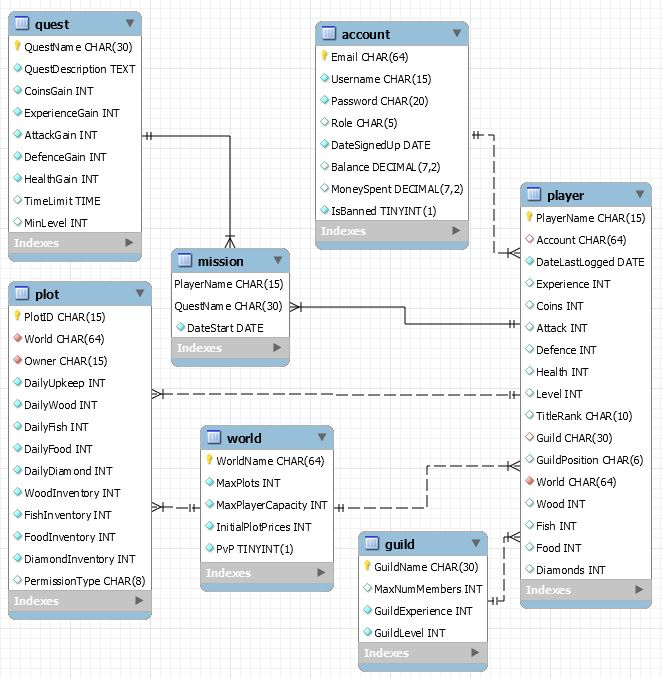 quest
QuestName CHAR(30)
QuestDescription TEXT
CoinsGain INT
ExperienceGain INT
AttackGain INT
DefenceGain INT
HealthGain INT
TimeLimit TIME
MinLevel INT
Indexes
account
Email CHAR(64)
Username CHAR(15)
Password CHAR(20)
Role CHAR(5)
DateSignedUp DATE
Balance DECIMAL(7,2)
MoneySpent DECIMAL(7,2)
IsBanned TINYINT(1)
Indexes
player
PlayerName CHAR(15)
Account CHAR(64)
DateLastLogged DATE
Experience INT
Coins INT
Attack INT
Defence INT
Health INT
Level INT
TitleRank CHAR(10)
Guild CHAR(30)
GuildPosition CHAR(6)
World CHAR(64)
Wood INT
Fish INT
Food INT
Diamonds INT
Indexes
mission
PlayerName CHAR(15)
QuestName CHAR(30)
DateStart DATE
Indexes
plot
PlotID CHAR(15)
World CHAR(64)
Owner CHAR(15)
DailyUpkeep INT
DailyWood INT
DailyFish INT
DailyFood INT
DailyDiamond INT
WoodInventory INT
FishInventory INT
FoodInventory INT
DiamondInventory INT
PermissionType CHAR(8)
Indexes
world
WorldName CHAR(64)
MaxPlots INT
MaxPlayerCapacity INT
InitialPlotPrices INT
PvP TINYINT(1)
Indexes
guild
GuildName CHAR(30)
MaxNumMembers INT
GuildExperience INT
GuildLevel INT
Indexes